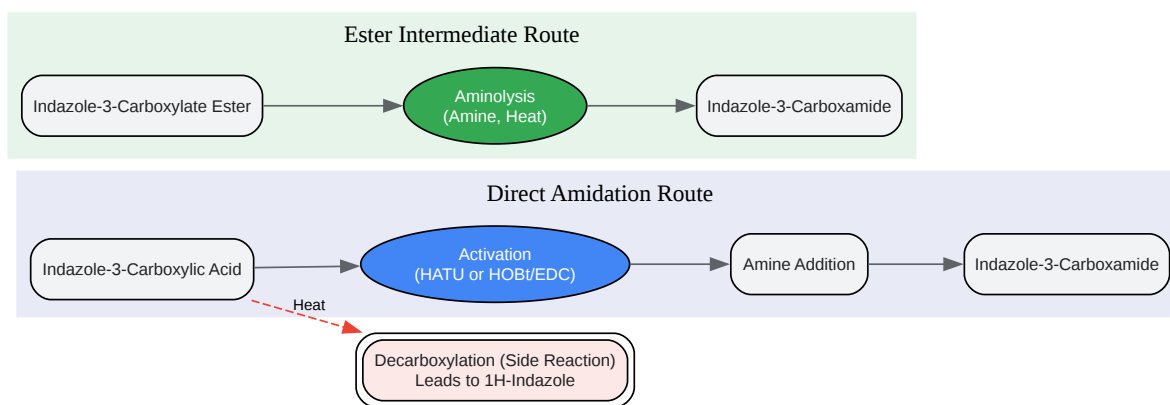 Ester Intermediate Route
Indazole-3-Carboxylate Ester
Aminolysis
(Amine, Heat)
Indazole-3-Carboxamide
Direct Amidation Route
Indazole-3-Carboxylic Acid
Activation
(HATU or HOBt/EDC)
Amine Addition
Indazole-3-Carboxamide
Heat
Decarboxylation (Side Reaction)
Leads to 1H-Indazole